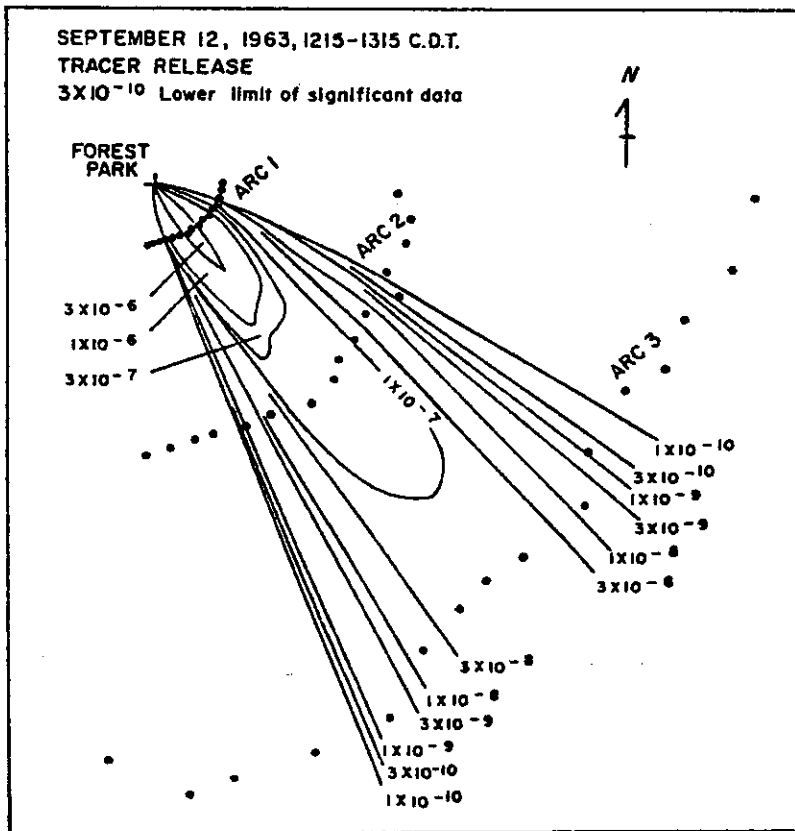 SEPTEMBER 12, 1963, 1215-1315 C.D.T.
TRACER RELEASE
3X10⁻¹⁰ Lower limit of significant data
N
FOREST
PARK
ARC 1
ARC 2
ARC 3
3X10⁻⁶
1X10⁻⁶
3X10⁻⁷
1X10⁻⁷
1X10⁻¹⁰
3X10⁻¹⁰
1X10⁻⁹
3X10⁻⁹
1X10⁻⁸
3X10⁻⁸
3X10⁻⁸
1X10⁻⁸
3X10⁻⁹
1X10⁻⁹
3X10⁻¹⁰
1X10⁻¹⁰